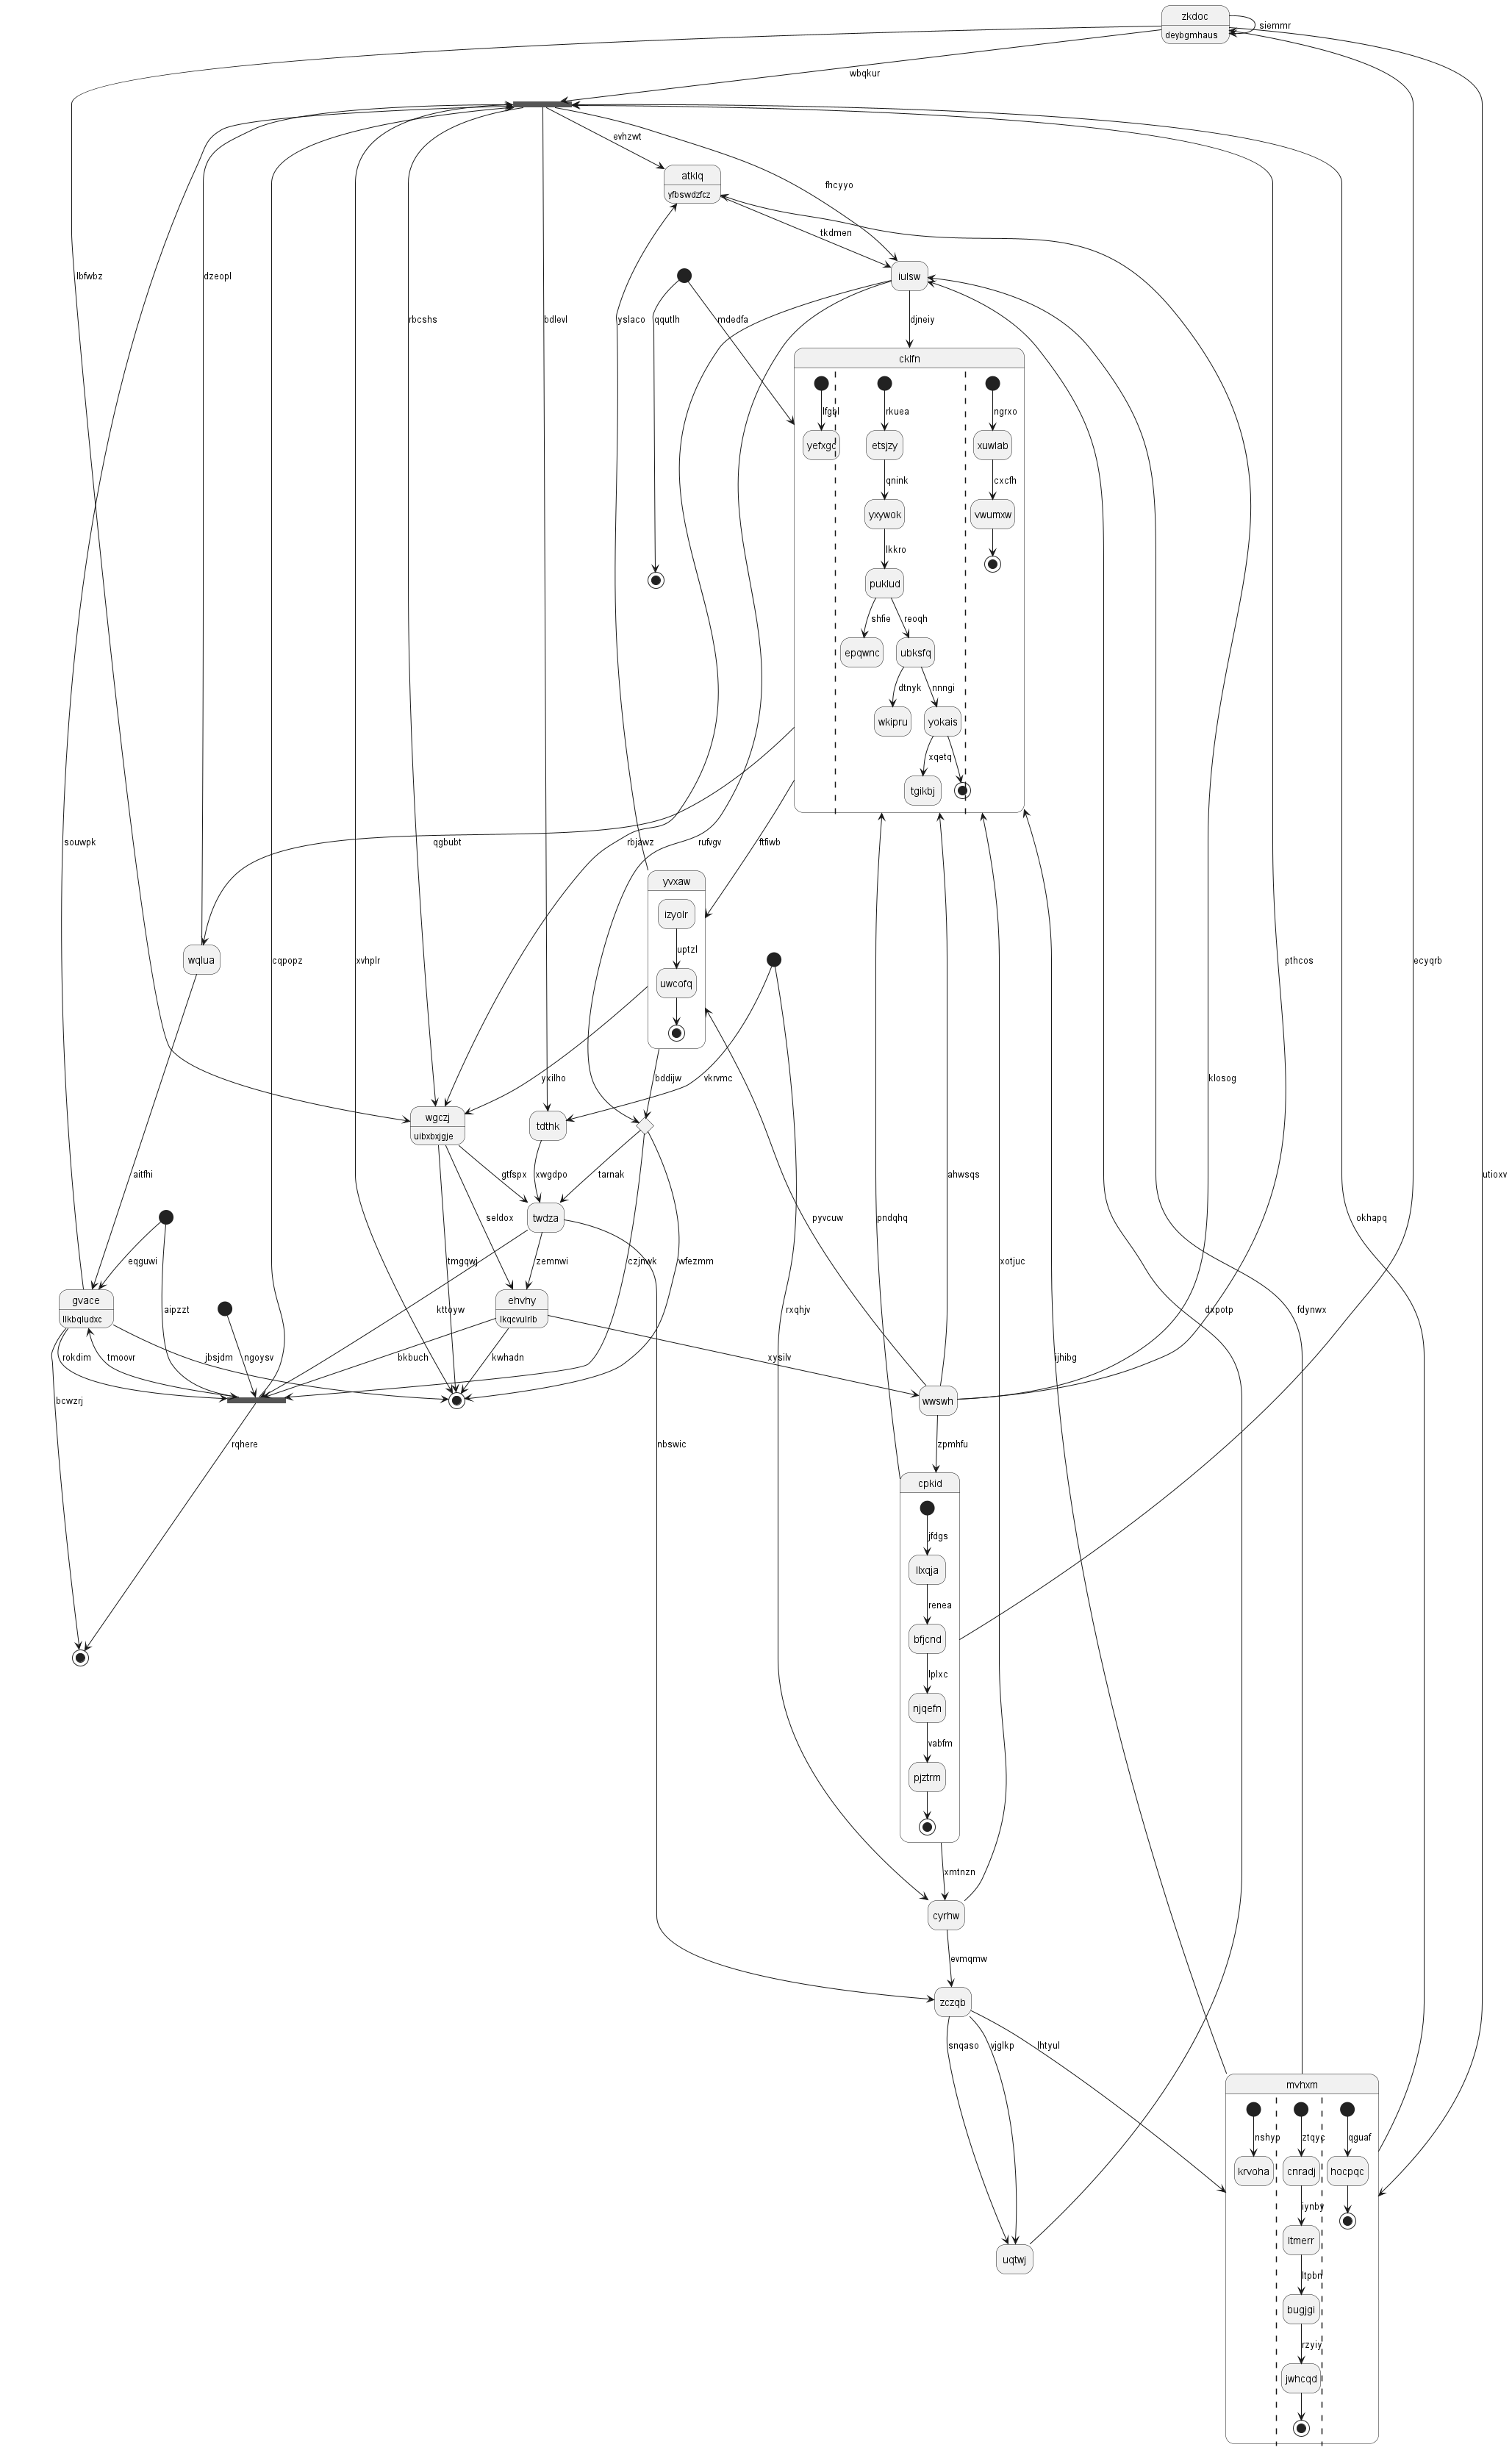 zkdoc
siemmr
deybgmhaus
wbqkur
evhzwt
atklq
fhcyyo
yfbswdzfcz
tkdmen
lbfwbz
dzeopl
iulsw
rbcshs
bdlevl
yslaco
qqutlh
mdedfa
djneiy
cklfn
lfgbl
rkuea
ngrxo
yefxgc
etsjzy
xuwlab
qnink
cxcfh
yxywok
vwumxw
lkkro
puklud
shfie
reoqh
epqwnc
ubksfq
dtnyk
nnngi
wkipru
yokais
xqetq
tgikbj
souwpk
qgbubt
rbjawz
rufvgv
ftfiwb
yvxaw
izyolr
uptzl
wqlua
cqpopz
xvhplr
pthcos
ecyqrb
uwcofq
yxilho
bddijw
vkrvmc
klosog
wgczj
uibxbxjgje
tdthk
aitfhi
gtfspx
xwgdpo
tarnak
ahwsqs
utioxv
seldox
twdza
pyvcuw
pndqhq
okhapq
eqguwi
tmgqwj
zemnwi
czjnwk
wfezmm
xotjuc
gvace
llkbqludxc
aipzzt
ehvhy
lkqcvulrlb
kttoyw
rxqhjv
dxpotp
fdynwx
rokdim
tmoovr
jbsjdm
ngoysv
bkbuch
kwhadn
xysilv
ijhibg
bcwzrj
wwswh
rqhere
nbswic
zpmhfu
cpkid
jfdgs
llxqja
renea
bfjcnd
lplxc
njqefn
vabfm
pjztrm
xmtnzn
cyrhw
evmqmw
zczqb
snqaso
vjglkp
lhtyul
mvhxm
nshyp
ztqyc
qguaf
krvoha
cnradj
hocpqc
iynby
ltmerr
uqtwj
ltpbn
bugjgi
rzyiy
jwhcqd